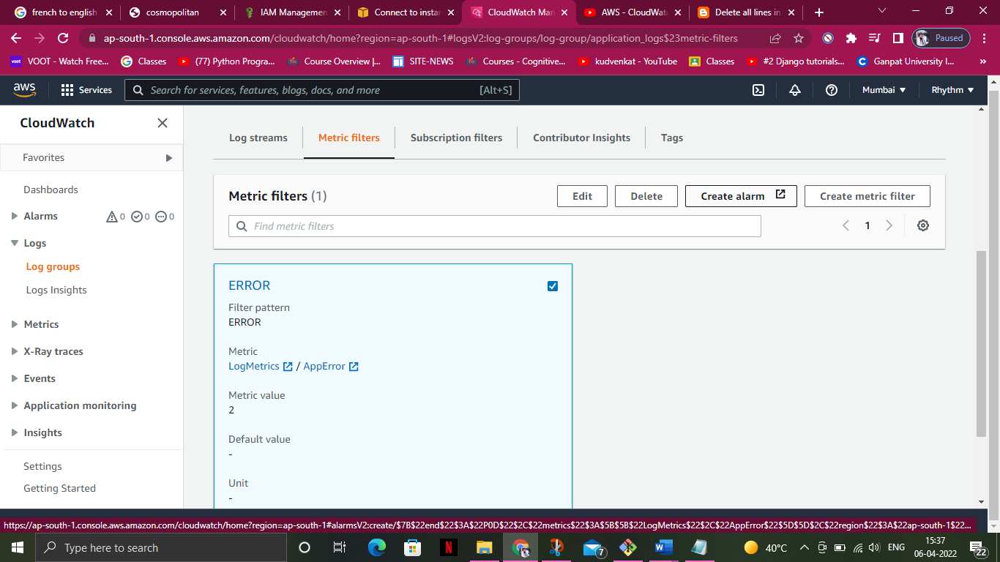 french to english
cosmopolitan
IAM Managemen
Connect to insta
CloudWatch Man
AWS - CloudWatc
Delete all lines in
ap-south-1.console.aws.amazon.com/cloudwatch/home?region=ap-south-1#logsV2:log-groups/log-group/application_logs$23metric-filters
Paused
voot
VOOT - Watch Free...
Classes
(77) Python Progra...
Course Overview |...
SITE-NEWS
Courses - Cognitive...
kudvenkat - YouTube
Classes
#2 Django tutorials...
Ganpat University I...
»
aws
Services
Search for services, features, blogs, docs, and more
[Alt+S]
Mumbai
Rhythm
CloudWatch
Favorites
Dashboards
Alarms
0
0
0
Logs
Log groups
Logs Insights
Metrics
X-Ray traces
Events
Application monitoring
Insights
Settings
Getting Started
Log streams
Metric filters
Subscription filters
Contributor Insights
Tags
Metric filters (1)
Edit
Delete
Create alarm
Create metric filter
Find metric filters
1
ERROR
Filter pattern
ERROR
Metric
LogMetrics / AppError
Metric value
2
Default value
-
Unit
-
https://ap-south-1.console.aws.amazon.com/cloudwatch/home?region=ap-south-1#alarmsV2:create/$7B$22end$22$3A$22P0D$22$2C$22metrics$22$3A$5B$5B$22LogMetrics$22$2C$22AppError$22$5D$5D$2C$22region$22$3A$22ap-south-1$22...
Type here to search
7
40°C
ENG
15:37
06-04-2022
22